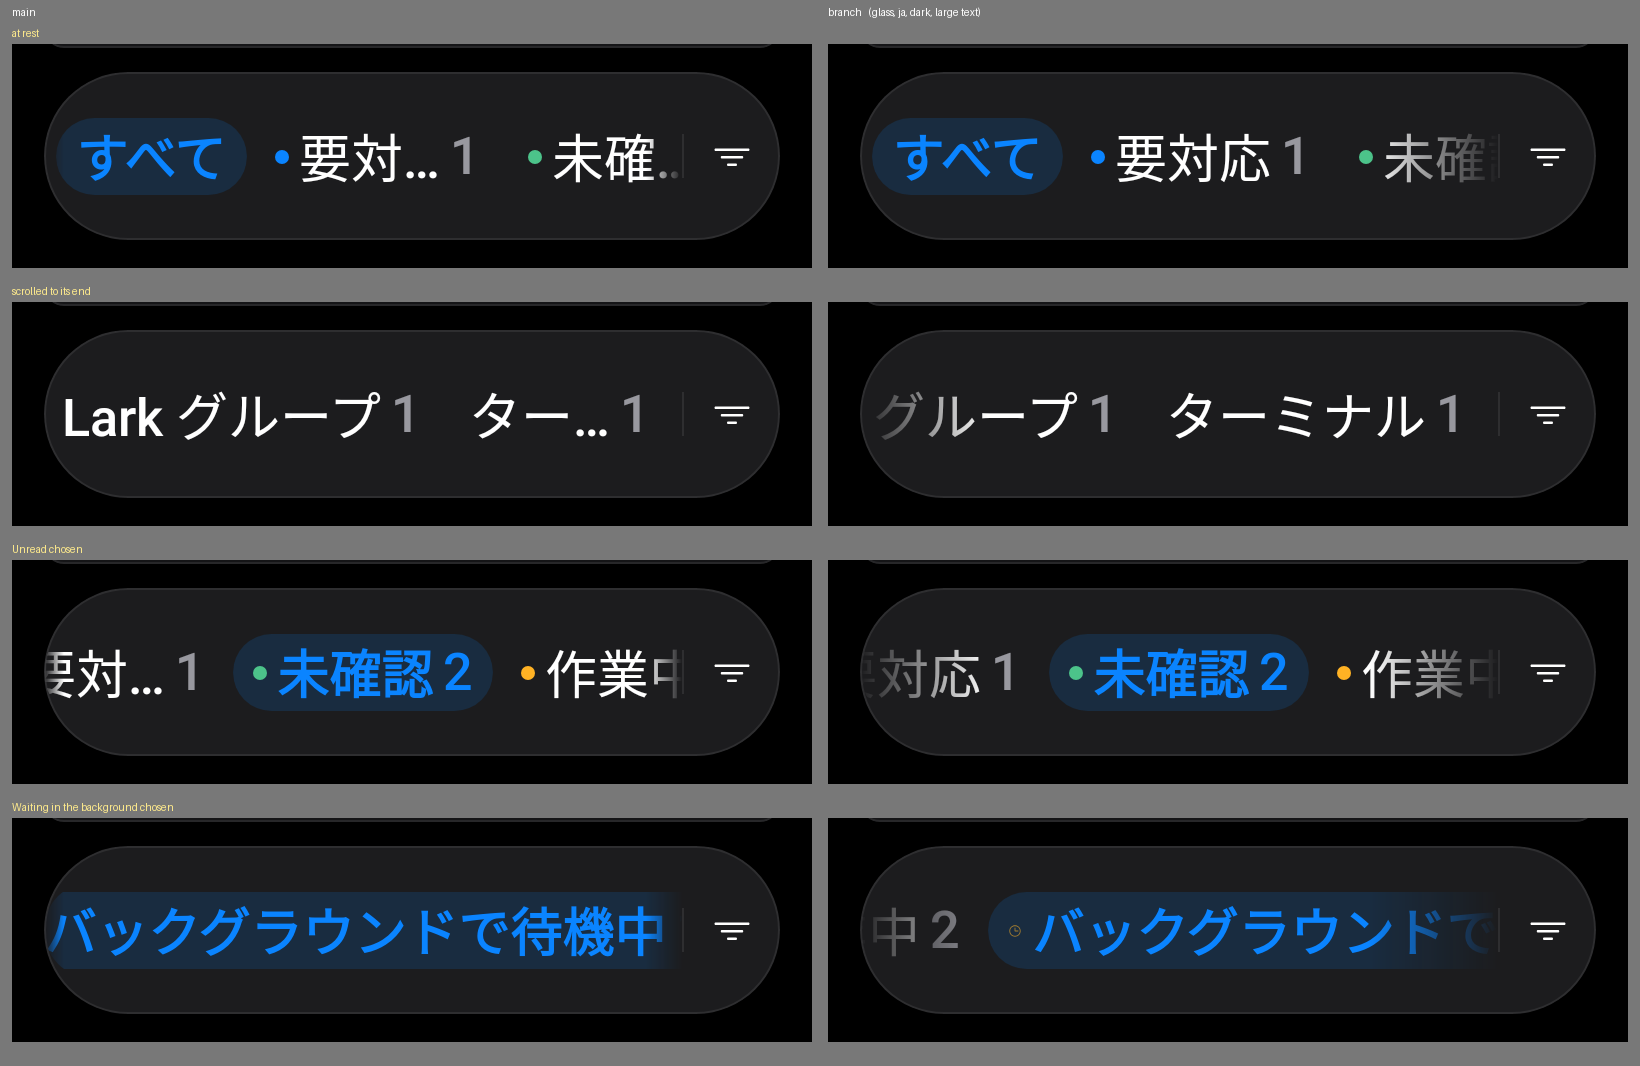 main
branch (glass, ja, dark, large text)
at rest
すべて 要対… 1 未確…
すべて 要対応 1 未確
scrolled to its end
Lark グループ 1 ター… 1
グループ 1 ターミナル 1
Unread chosen
要対… 1 未確認 2 作業中
要対応 1 未確認 2 作業中
Waiting in the background chosen
バックグラウンドで待機中
中 2 バックグラウンドで